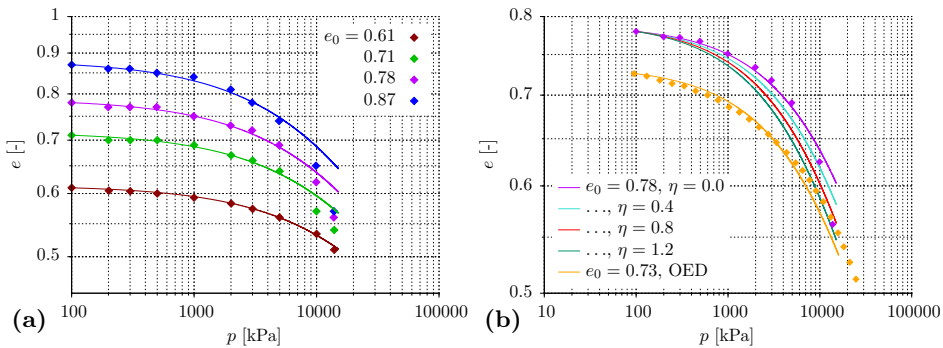 1
0.9
0.8
0.7
0.6
0.5
e [-]
100
1000
10000
100000
p [kPa]
e₀ = 0.61
0.71
0.78
0.87
(a)
0.8
0.7
0.6
0.5
e [-]
10
100
1000
10000
100000
p [kPa]
e₀ = 0.78, η = 0.0
..., η = 0.4
..., η = 0.8
..., η = 1.2
e₀ = 0.73, OED
(b)